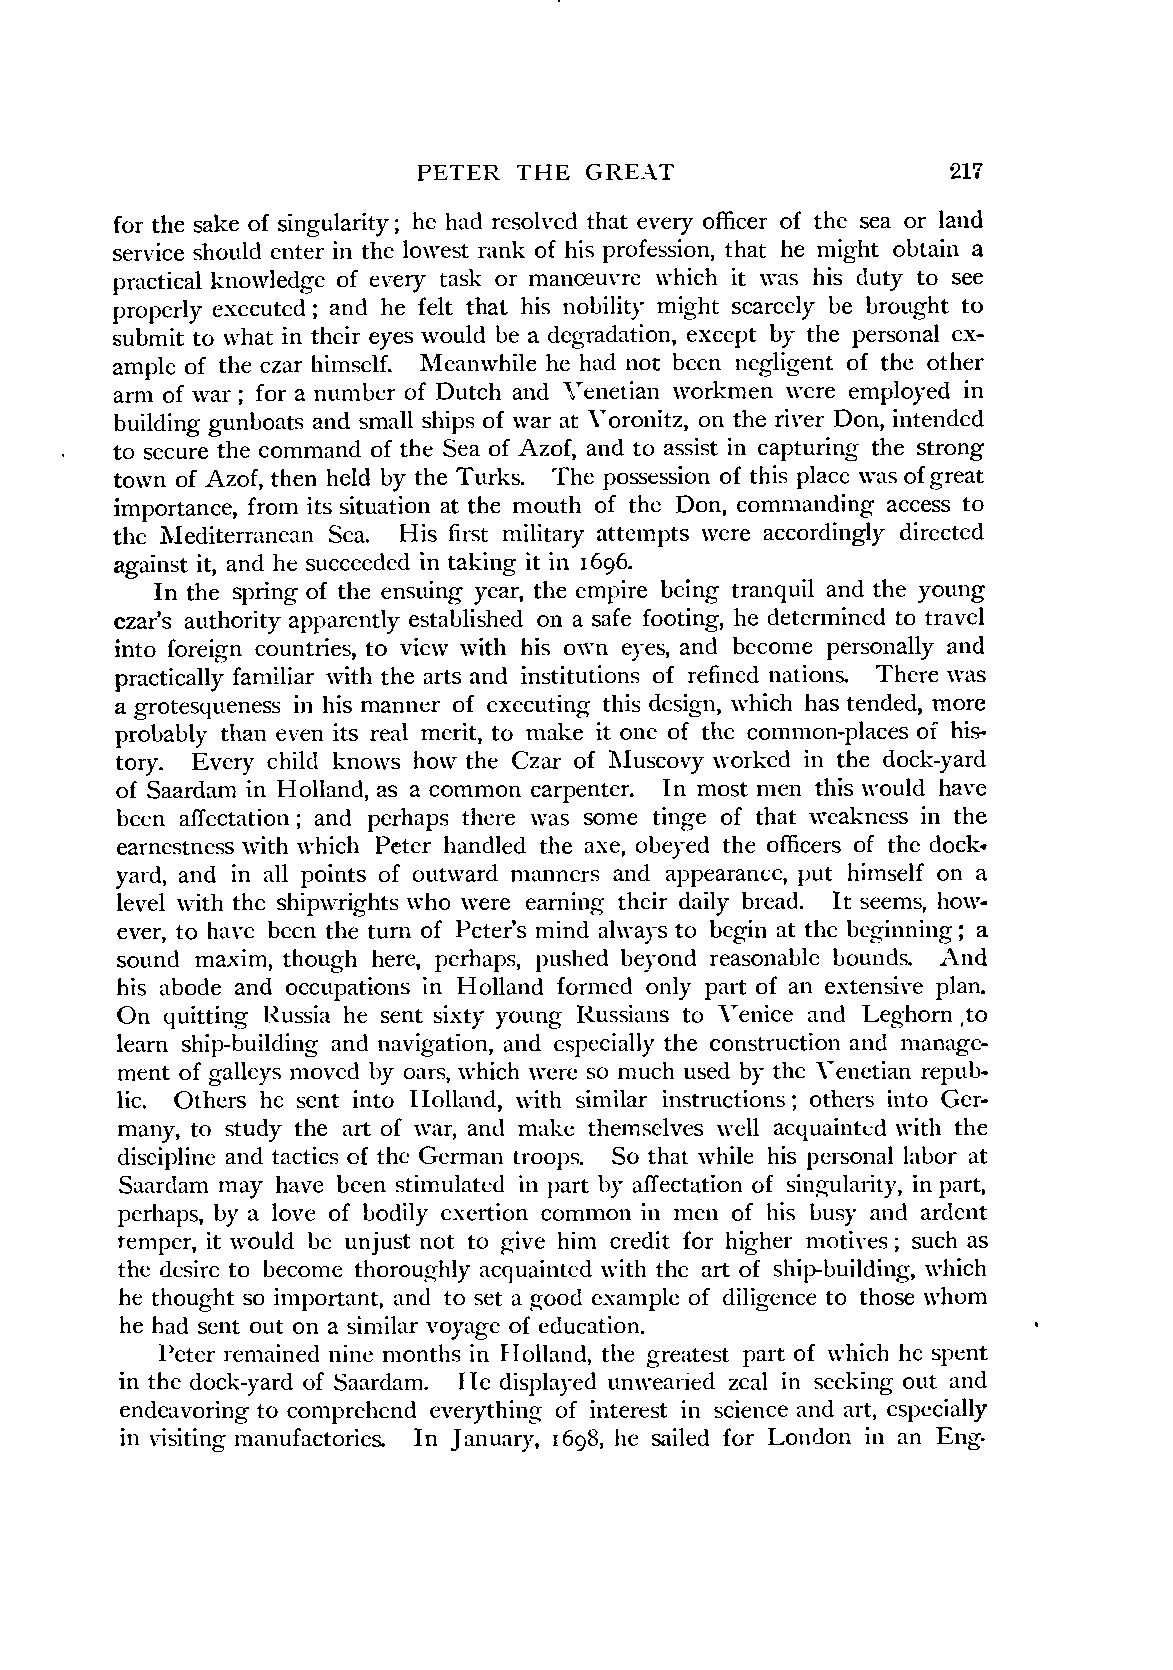 PETER THE GREAT 217
for the sake of singularity; he had resolved that every officer of the sea or land
service should enter in the lowest rank of his profession, that he might obtain a
practical knowledge of every task or manœuvre which it was his duty to see
properly executed; and he felt that his nobility might scarcely be brought to
submit to what in their eyes would be a degradation, except by the personal ex-
ample of the czar himself. Meanwhile he had not been negligent of the other
arm of war; for a number of Dutch and Venetian workmen were employed in
building gunboats and small ships of war at Voronitz, on the river Don, intended
to secure the command of the Sea of Azof, and to assist in capturing the strong
town of Azof, then held by the Turks. The possession of this place was of great
importance, from its situation at the mouth of the Don, commanding access to
the Mediterranean Sea. His first military attempts were accordingly directed
against it, and he succeeded in taking it in 1696.
In the spring of the ensuing year, the empire being tranquil and the young
czar's authority apparently established on a safe footing, he determined to travel
into foreign countries, to view with his own eyes, and become personally and
practically familiar with the arts and institutions of refined nations. There was
a grotesqueness in his manner of executing this design, which has tended, more
probably than even its real merit, to make it one of the common-places of his-
tory. Every child knows how the Czar of Muscovy worked in the dock-yard
of Saardam in Holland, as a common carpenter. In most men this would have
been affectation; and perhaps there was some tinge of that weakness in the
earnestness with which Peter handled the axe, obeyed the officers of the dock-
yard, and in all points of outward manners and appearance, put himself on a
level with the shipwrights who were earning their daily bread. It seems, how-
ever, to have been the turn of Peter's mind always to begin at the beginning; a
sound maxim, though here, perhaps, pushed beyond reasonable bounds. And
his abode and occupations in Holland formed only part of an extensive plan.
On quitting Russia he sent sixty young Russians to Venice and Leghorn to
learn ship-building and navigation, and especially the construction and manage-
ment of galleys moved by oars, which were so much used by the Venetian repub-
lic. Others he sent into Holland, with similar instructions; others into Ger-
many, to study the art of war, and make themselves well acquainted with the
discipline and tactics of the German troops. So that while his personal labor at
Saardam may have been stimulated in part by affectation of singularity, in part,
perhaps, by a love of bodily exertion common in men of his busy and ardent
temper, it would be unjust not to give him credit for higher motives; such as
the desire to become thoroughly acquainted with the art of ship-building, which
he thought so important, and to set a good example of diligence to those whom
he had sent out on a similar voyage of education.
Peter remained nine months in Holland, the greatest part of which he spent
in the dock-yard of Saardam. He displayed unwearied zeal in seeking out and
endeavoring to comprehend everything of interest in science and art, especially
in visiting manufactories. In January, 1698, he sailed for London in an Eng-